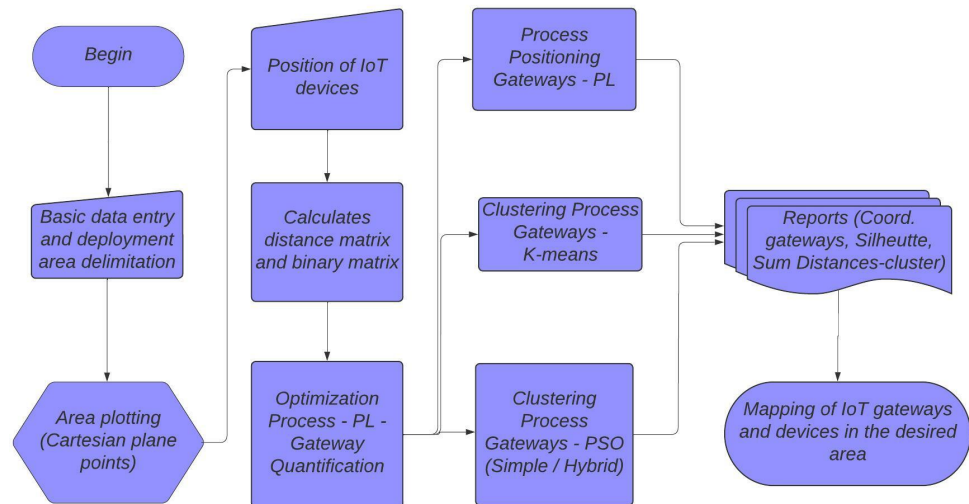 Begin
Basic data entry
and deployment
area delimitation
Area plotting
(Cartesian plane
points)
Position of IoT
devices
Calculates
distance matrix
and binary matrix
Optimization
Process - PL -
Gateway
Quantification
Process
Positioning
Gateways - PL
Clustering Process
Gateways -
K-means
Clustering
Process
Gateways - PSO
(Simple / Hybrid)
Reports (Coord.
gateways, Silheutte,
Sum Distances-cluster)
Mapping of IoT gateways
and devices in the desired
area